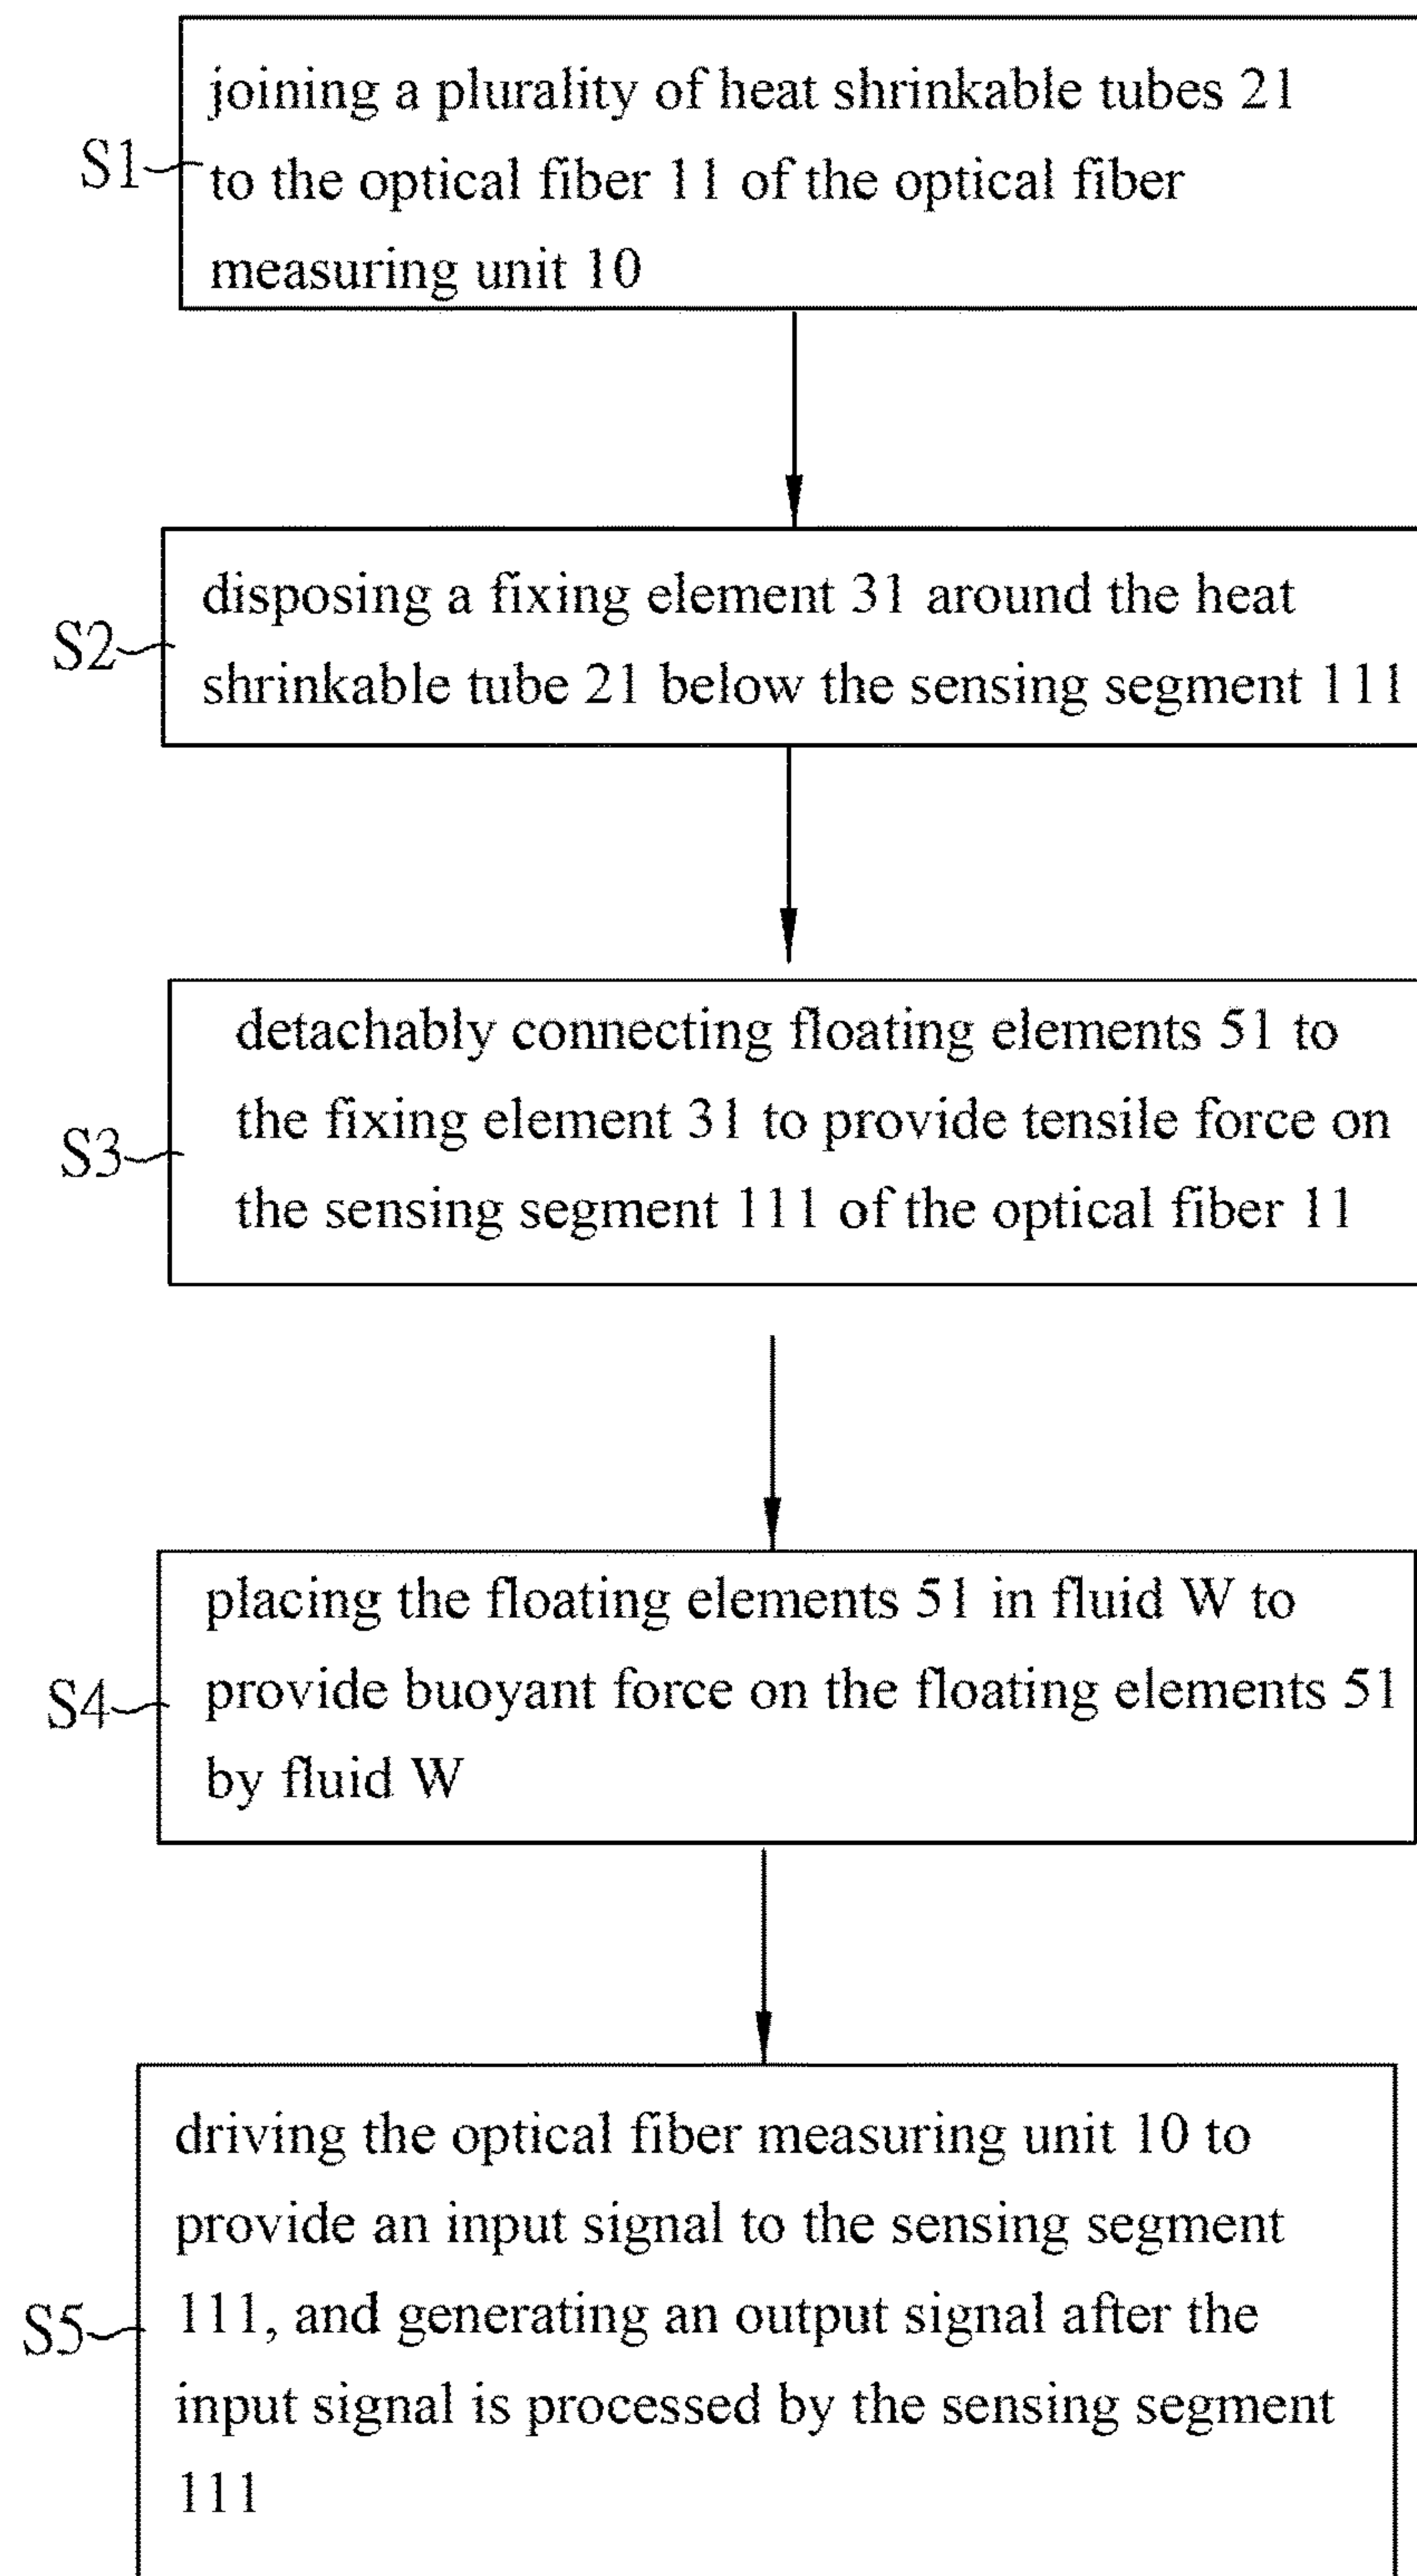 S1
joining a plurality of heat shrinkable tubes 21
to the optical fiber 11 of the optical fiber
measuring unit 10
S2
disposing a fixing element 31 around the heat
shrinkable tube 21 below the sensing segment 111
S3
detachably connecting floating elements 51 to
the fixing element 31 to provide tensile force on
the sensing segment 111 of the optical fiber 11
S4
placing the floating elements 51 in fluid W to
provide buoyant force on the floating elements 51
by fluid W
S5
driving the optical fiber measuring unit 10 to
provide an input signal to the sensing segment
111, and generating an output signal after the
input signal is processed by the sensing segment
111